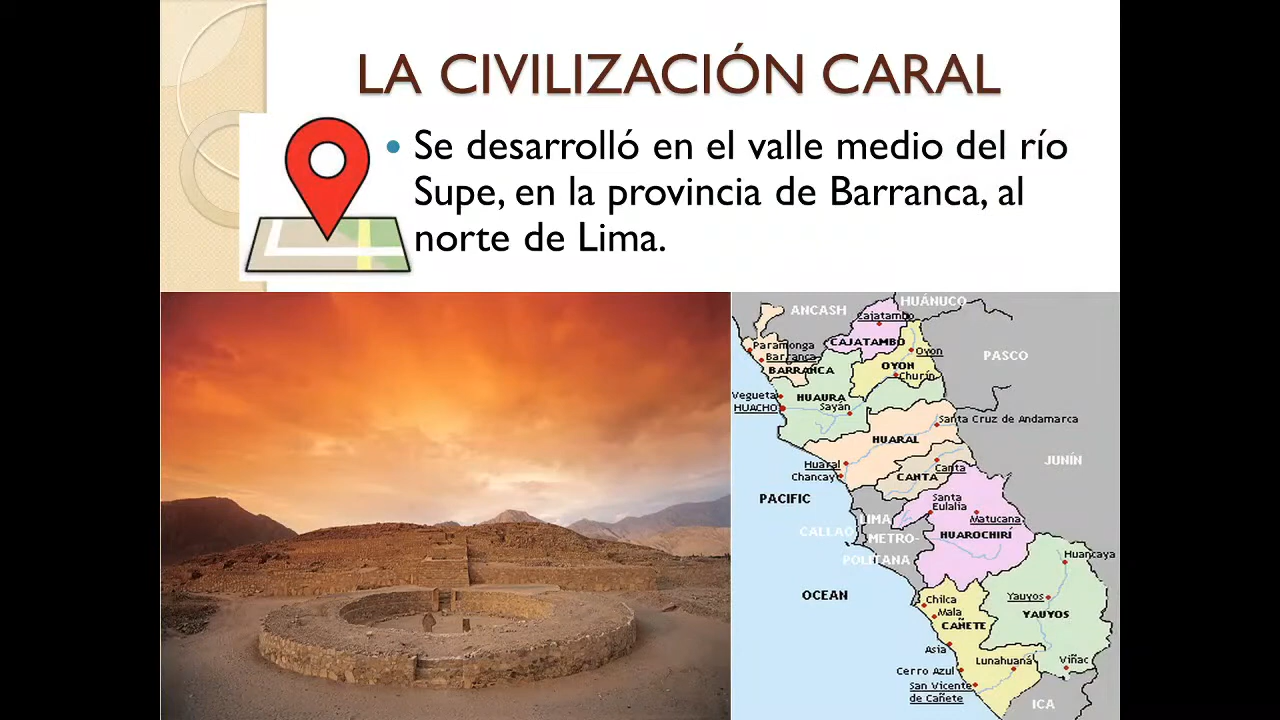 LA CIVILIZACIÓN CARAL
• Se desarrolló en el valle medio del río
Supe, en la provincia de Barranca, al
norte de Lima.
ANCASH
HUÁNUCO
Cajatambo
CAJATAMBO
Paramonga
Barranca
BARRANCA
Oyon
OYON
Churín
PASCO
Vegueta
HUAURA
HUACHO
Sayán
Santa Cruz de Andamarca
HUARAL
Huaral
Chancay
Canta
CANTA
JUNÍN
PACIFIC
Santa
Eulalia
LIMA
METRO-
POLITANA
CALLAO
Matucana
HUAROCHIRÍ
Huancaya
OCEAN
Chilca
Mala
CAÑETE
Yauyos
YAUYOS
Asia
Cerro Azul
Lunahuaná
Viñac
San Vicente
de Cañete
ICA